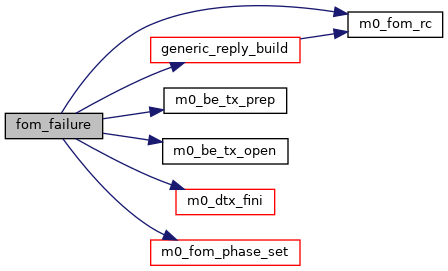 m0_fom_rc
generic_reply_build
m0_be_tx_prep
fom_failure
m0_be_tx_open
m0_dtx_fini
m0_fom_phase_set